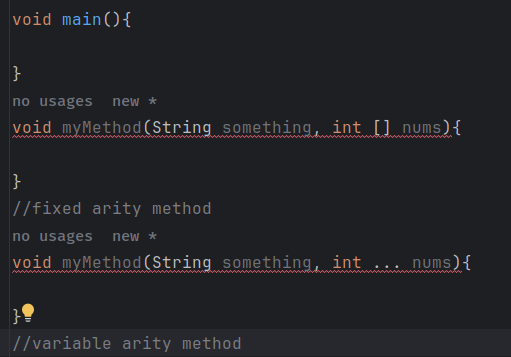 void main(){
}
no usages new *
void myMethod(String something, int [] nums){
}
//fixed arity method
no usages new *
void myMethod(String something, int ... nums){
}
//variable arity method